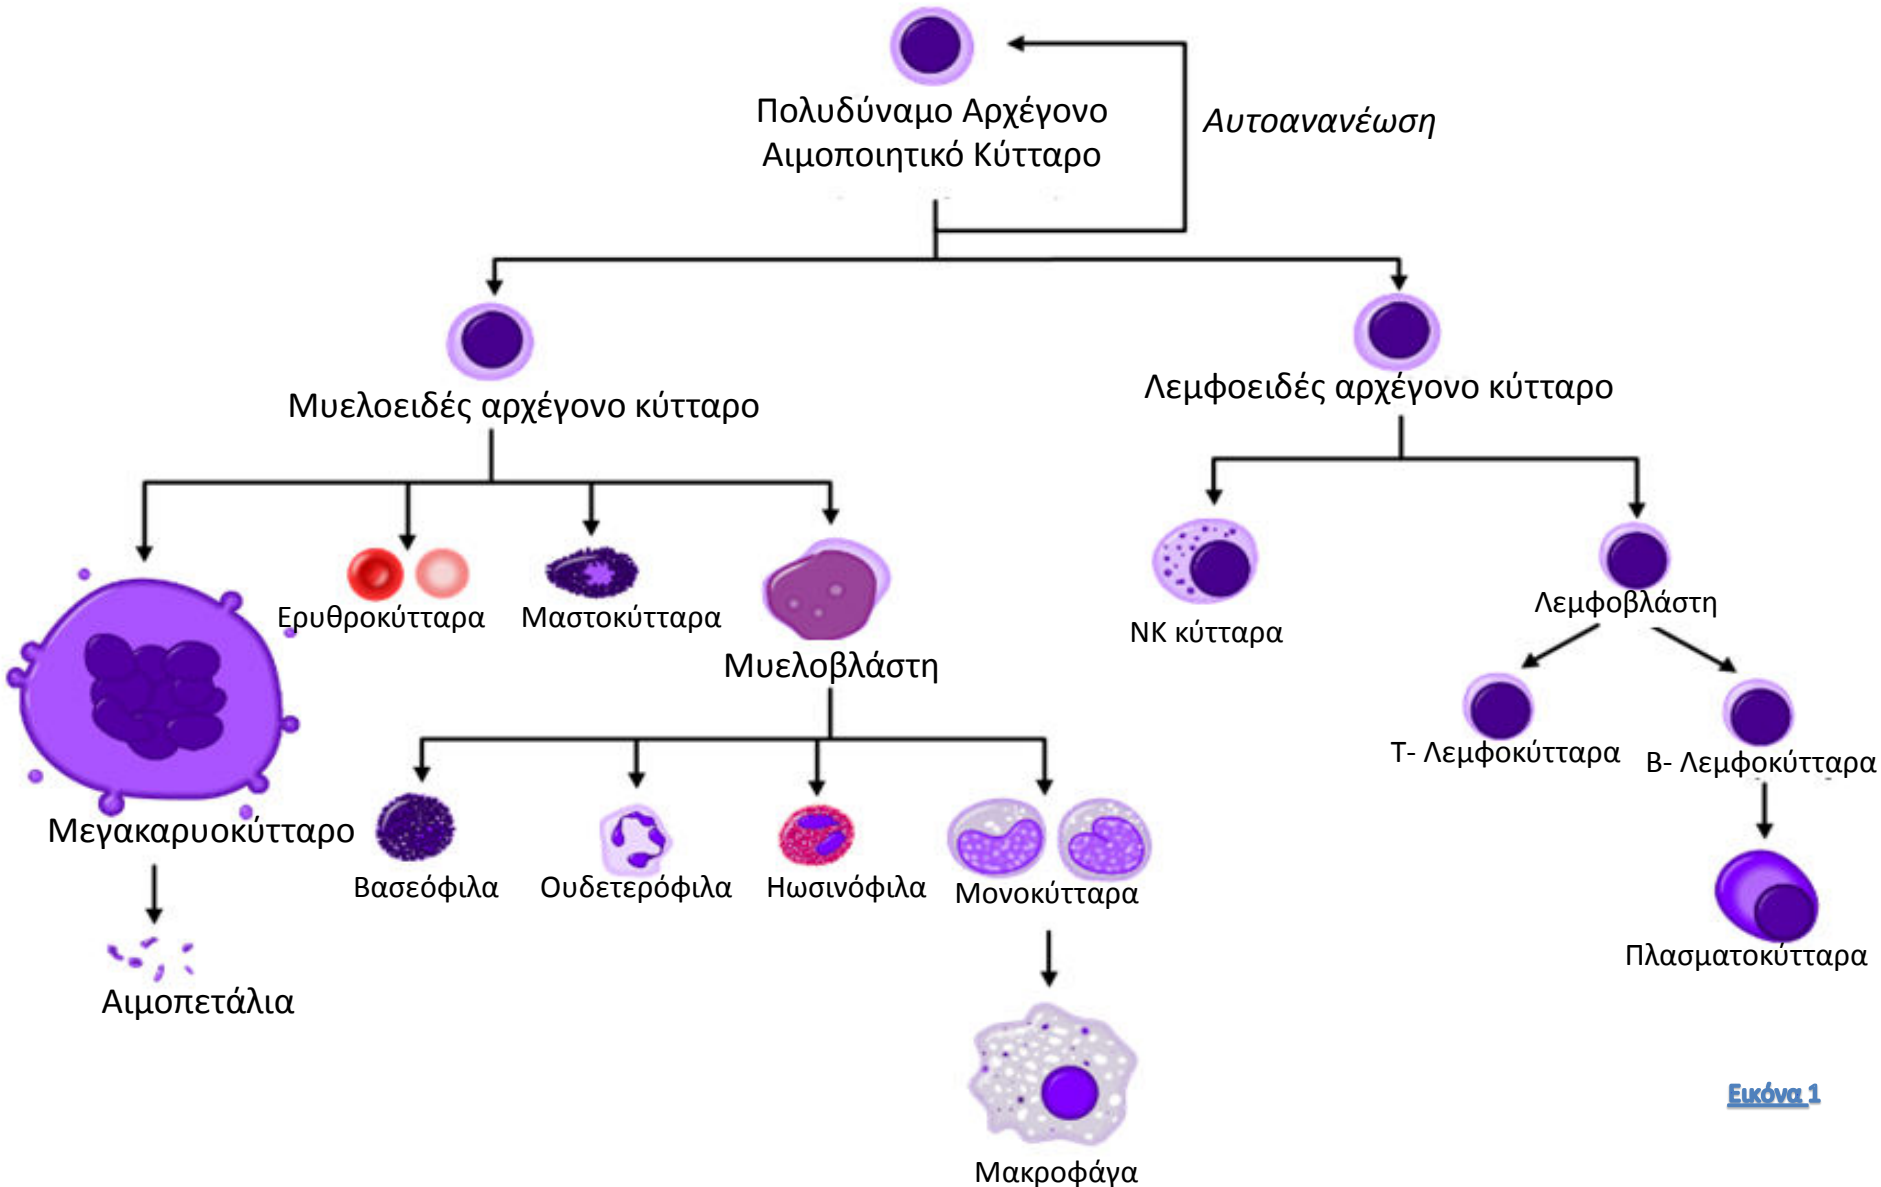 Πολυδύναμο Αρχέγονο
Αιμοποιητικό Κύτταρο
Αυτοανανέωση
Μυελοειδές αρχέγονο κύτταρο
Λεμφοειδές αρχέγονο κύτταρο
Ερυθροκύτταρα
Μαστοκύτταρα
Μυελοβλάστη
ΝΚ κύτταρα
Λεμφοβλάστη
Τ- Λεμφοκύτταρα
Β- Λεμφοκύτταρα
Μεγακαρυοκύτταρο
Βασεόφιλα
Ουδετερόφιλα
Ηωσινόφιλα
Μονοκύτταρα
Πλασματοκύτταρα
Αιμοπετάλια
Μακροφάγα
Εικόνα 1